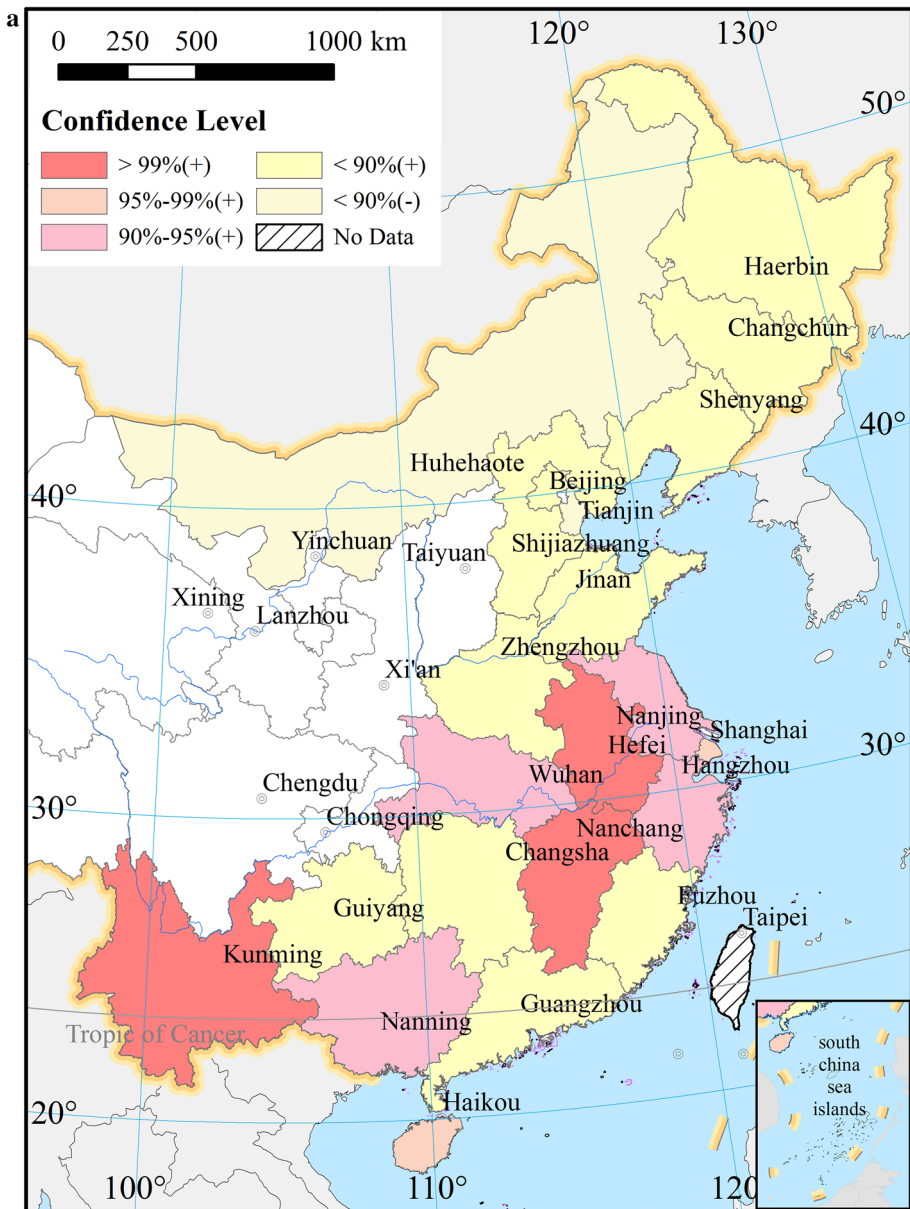 a
0 250 500 1000 km
Confidence Level
> 99%(+)
< 90%(+)
95%-99%(+)
< 90%(-)
90%-95%(+)
No Data
120°
130°
50°
Haerbin
Changchun
Shenyang
40°
Huhehaote
Beijing
40°
Tianjin
Yinchuan
Taiyuan
Shijiazhuang
Jinan
Xining
Lanzhou
Zhengzhou
Xi'an
Nanjing
Shanghai
Hefei
30°
Hangzhou
Wuhan
Chengdu
30°
Chongqing
Nanchang
Changsha
Fuzhou
Guiyang
Taipei
Kunming
Guangzhou
Nanning
Tropic of Cancer
south
china
sea
islands
Haikou
20°
100°
110°
120